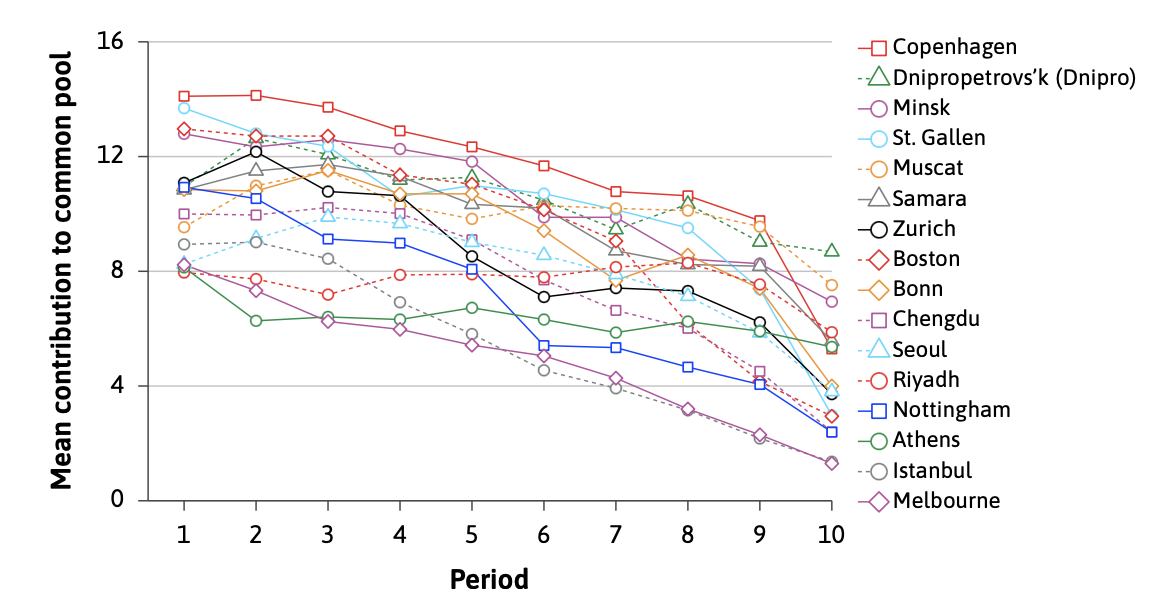 Mean contribution to common pool
16
12
8
4
0
1 2 3 4 5 6 7 8 9 10
Period
Copenhagen
Dnipropetrovs’k (Dnipro)
Minsk
St. Gallen
Muscat
Samara
Zurich
Boston
Bonn
Chengdu
Seoul
Riyadh
Nottingham
Athens
Istanbul
Melbourne